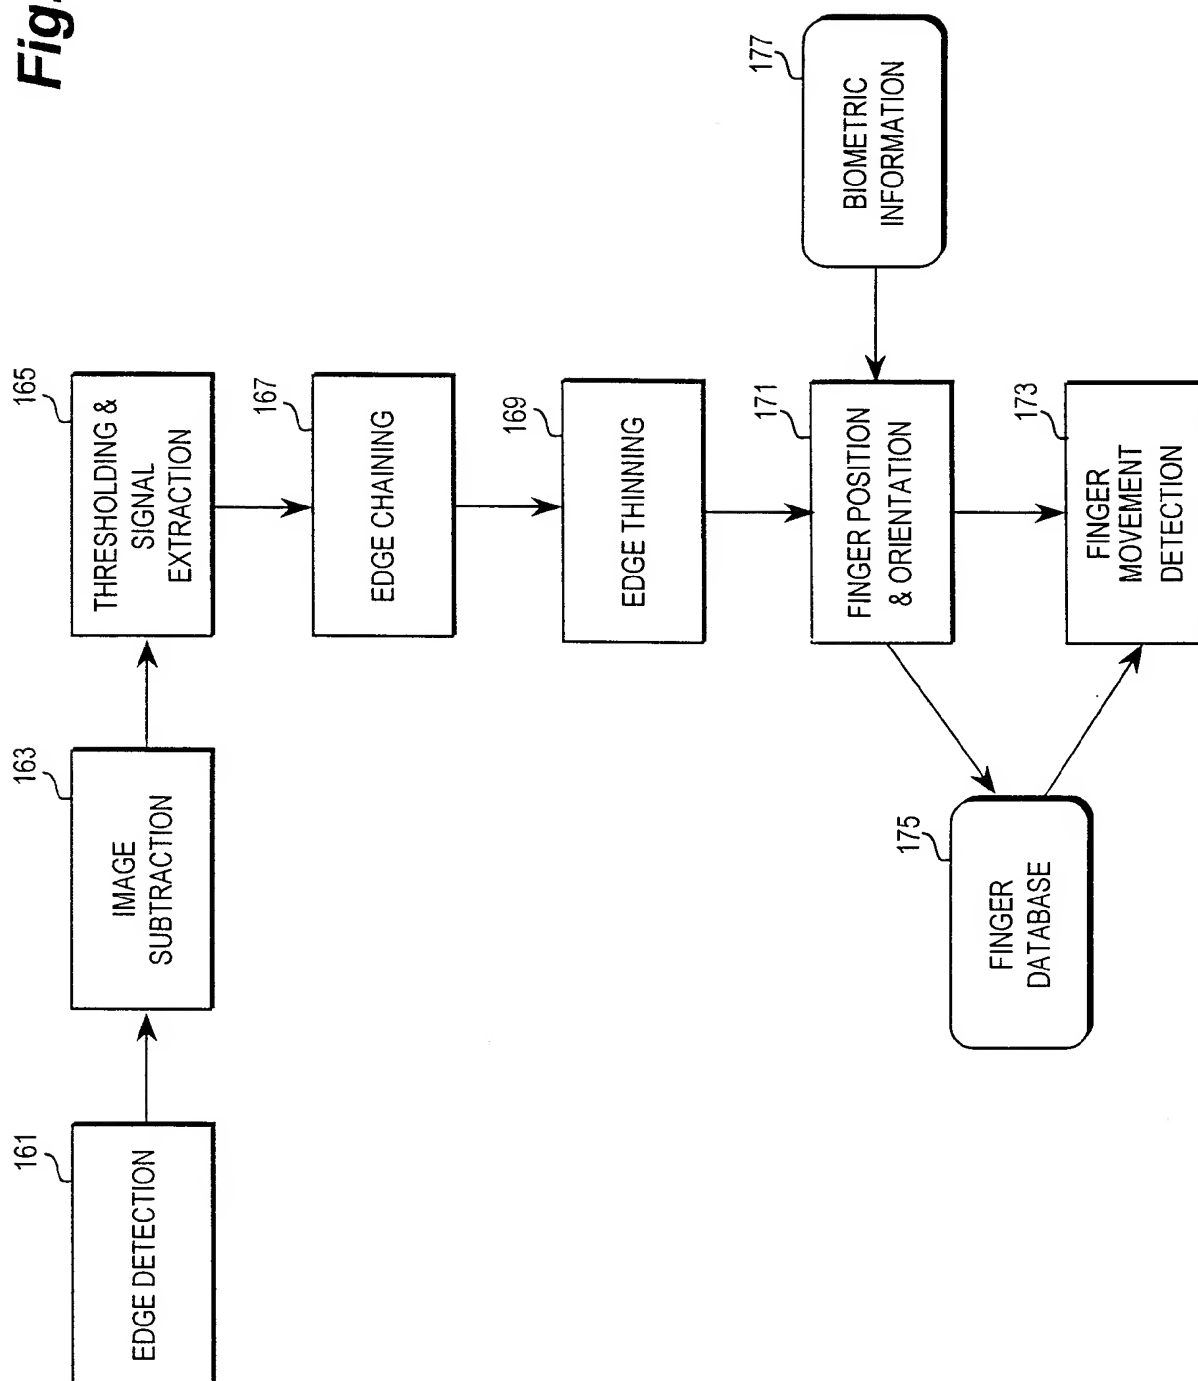 Fig.
161
EDGE DETECTION
163
IMAGE
SUBTRACTION
165
THRESHOLDING &
SIGNAL
EXTRACTION
167
EDGE CHAINING
169
EDGE THINNING
171
FINGER POSITION
& ORIENTATION
173
FINGER
MOVEMENT
DETECTION
175
FINGER
DATABASE
177
BIOMETRIC
INFORMATION